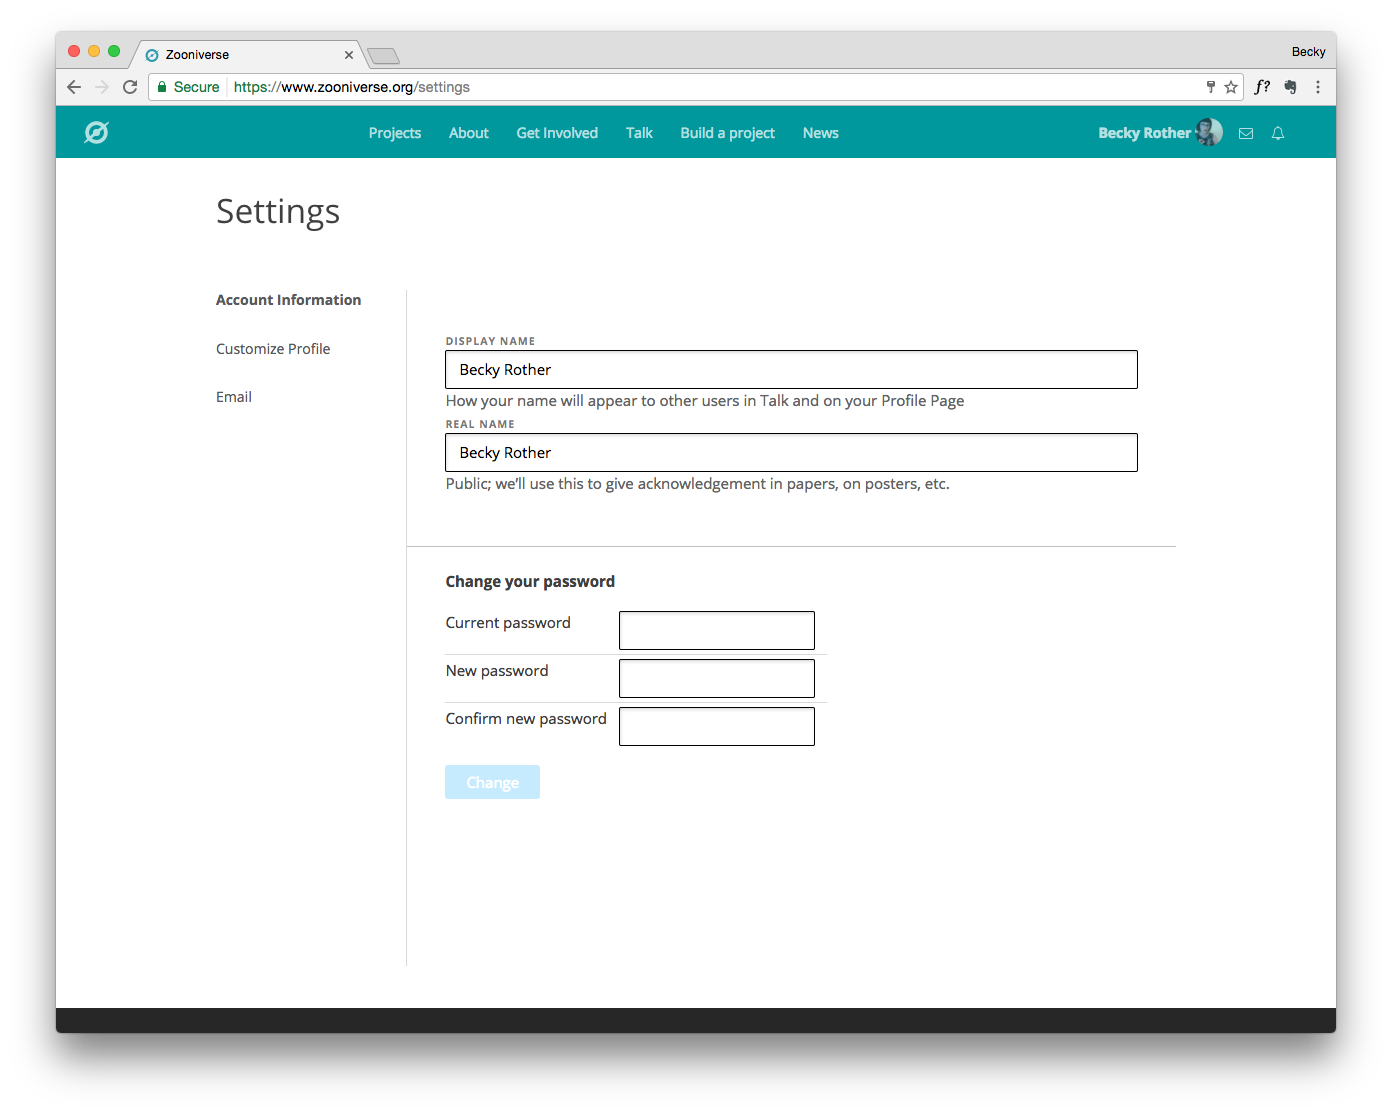 Zooniverse
Becky
Secure https://www.zooniverse.org/settings
f?
Projects About Get Involved Talk Build a project News Becky Rother
Settings
Account Information
Customize Profile
Email
DISPLAY NAME
Becky Rother
How your name will appear to other users in Talk and on your Profile Page
REAL NAME
Becky Rother
Public; we'll use this to give acknowledgement in papers, on posters, etc.
Change your password
Current password
New password
Confirm new password
Change